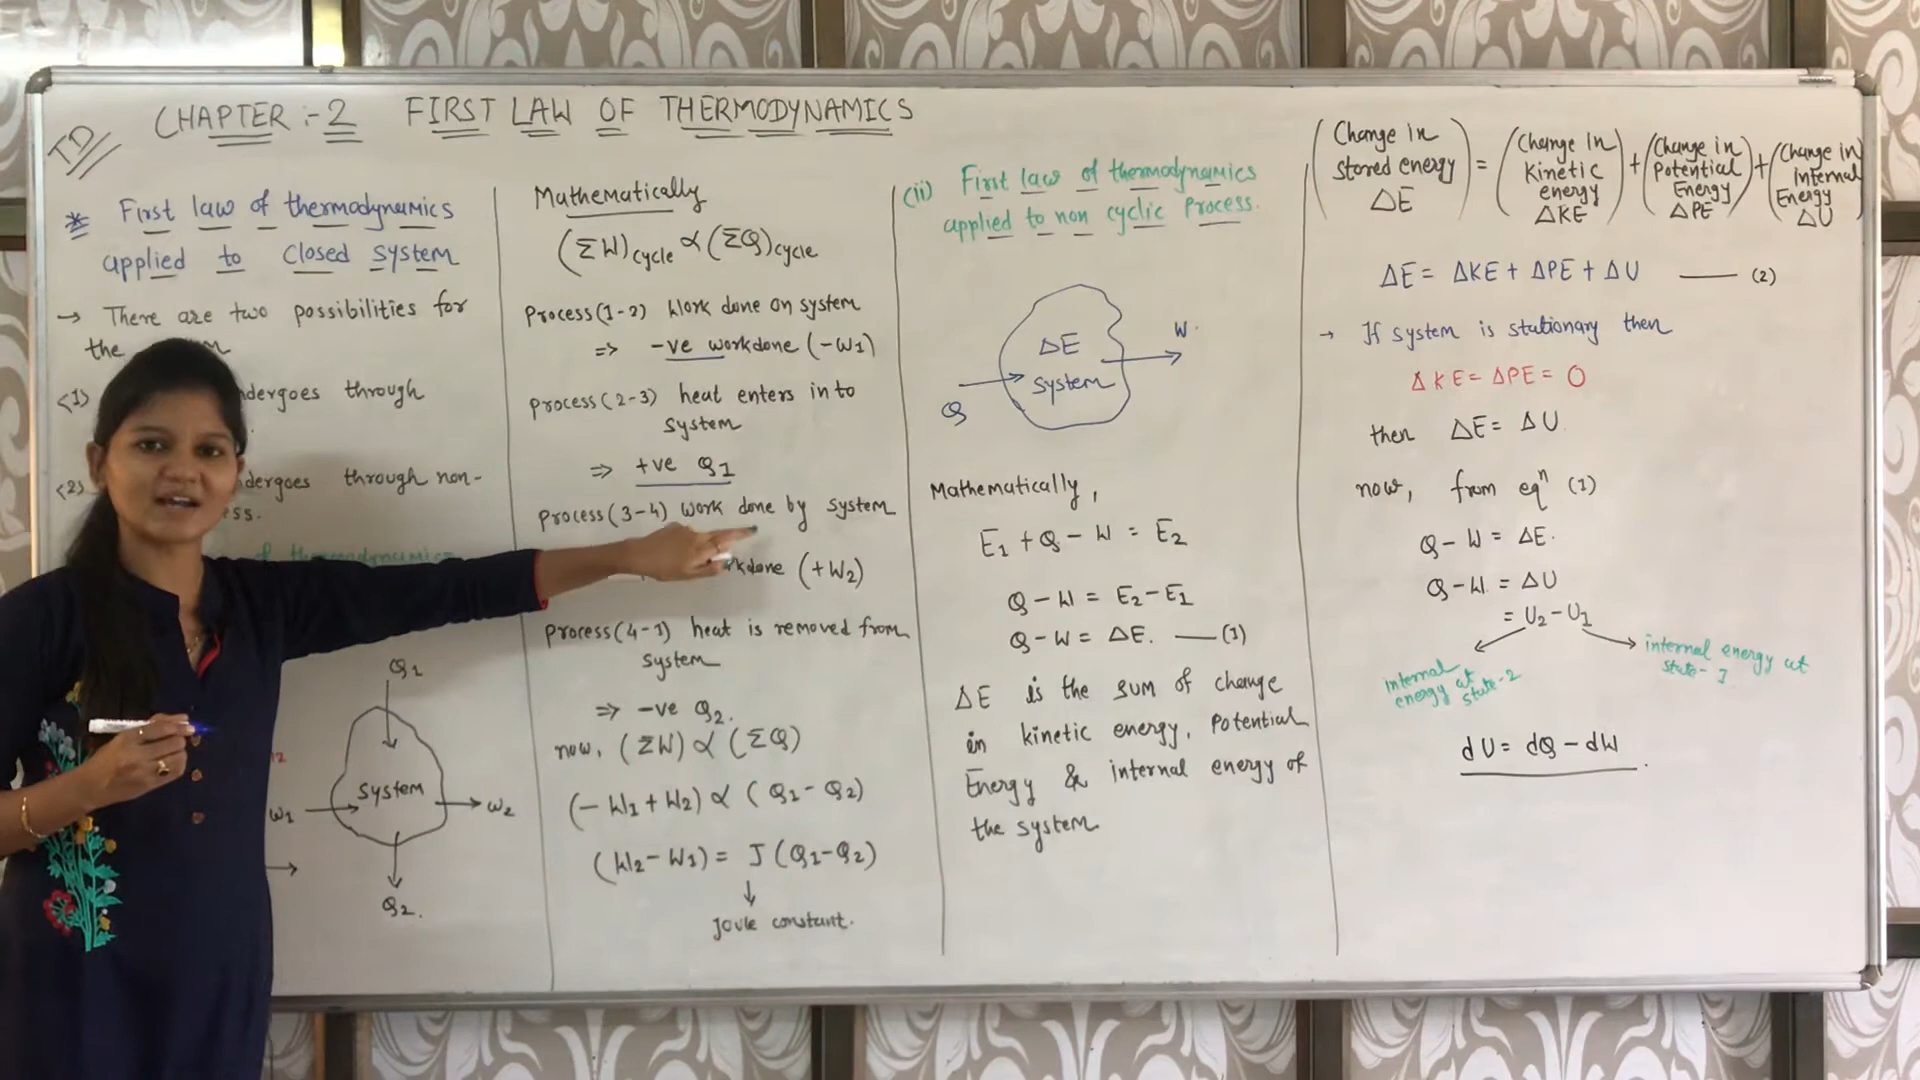 TD
CHAPTER :- 2 FIRST LAW OF THERMODYNAMICS
* First law of thermodynamics
applied to closed system
→ There are two possibilities for
the
<1> dergoes through
<2> dergoes through non-
ess.
of thermodynamics
Q1
System
W1
W2
Q2.
Mathematically
(ΣW)cycle ∝ (ΣQ)cycle
Process(1-2) Work done on system
=> -ve workdone (-W1)
process(2-3) heat enters in to
system
=> +ve Q1
process(3-4) work done by system
kdone (+W2)
process(4-1) heat is removed from
system
=> -ve Q2.
now, (ΣW) ∝ (ΣQ)
(-W1+W2) ∝ (Q1-Q2)
(W2-W1) = J (Q1-Q2)
↓
Joule constant.
(ii) First law of thermodynamics
applied to non cyclic Process.
ΔE
System
W.
Q
Mathematically,
E1 + Q - W = E2
Q - W = E2-E1
Q - W = ΔE. —(1)
ΔE is the sum of change
in kinetic energy, Potential
Energy & internal energy of
the system
(Change in stored energy ΔE) = (Change in Kinetic energy ΔKE) + (Change in Potential Energy ΔPE) + (Change in Internal Energy ΔU)
ΔE = ΔKE + ΔPE + ΔU — (2)
→ If system is stationary then
ΔKE = ΔPE = 0
then ΔE = ΔU.
now, from eqn (1)
Q - W = ΔE.
Q - W = ΔU
= U2 - U1
internal
energy at
state-2
internal energy at
state-1
dU = dQ - dW.